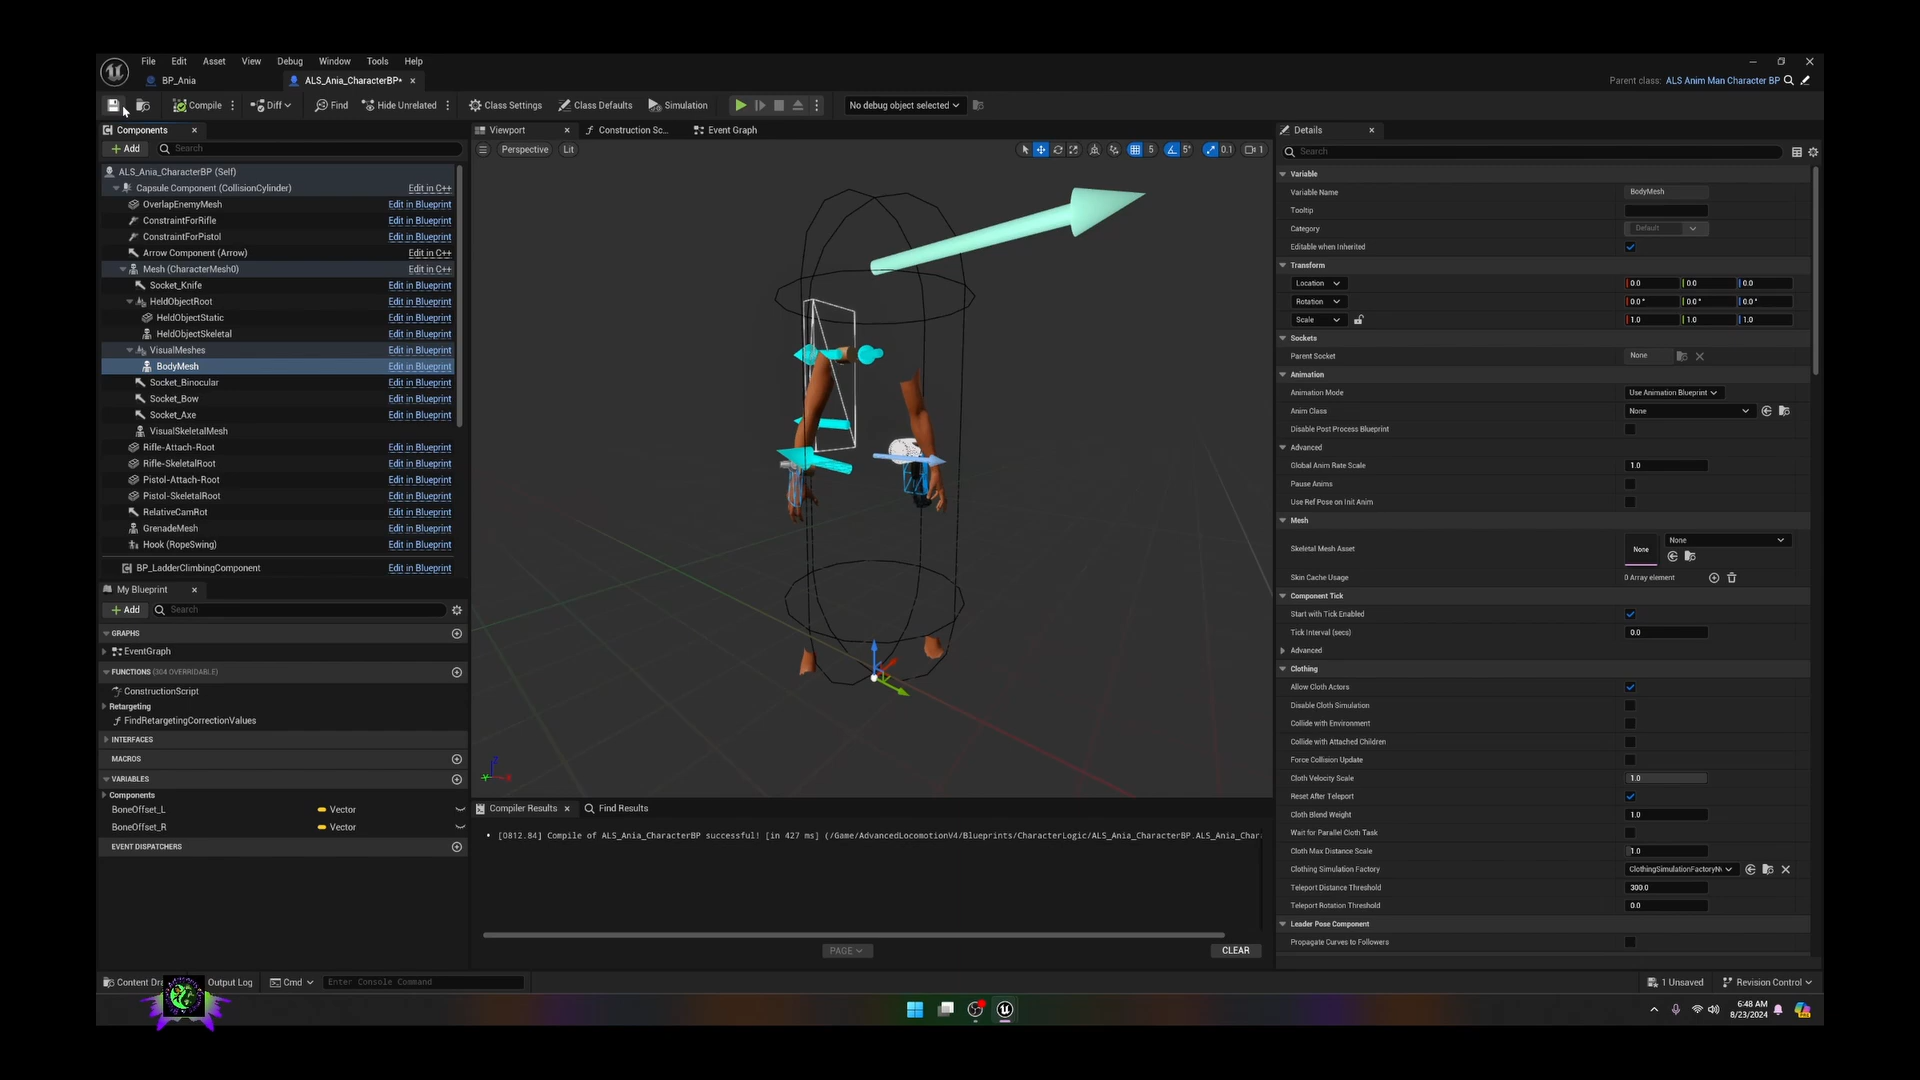 File Edit Asset View Debug Window Tools Help
BP_Ania
ALS_Ania_CharacterBP*
Parent class: ALS Anim Man Character BP
Compile
Diff
Find
Hide Unrelated
Class Settings
Class Defaults
Simulation
No debug object selected
Components
Add
Search
ALS_Ania_CharacterBP (Self)
Capsule Component (CollisionCylinder) Edit in C++
OverlapEnemyMesh Edit in Blueprint
ConstraintForRifle Edit in Blueprint
ConstraintForPistol Edit in Blueprint
Arrow Component (Arrow) Edit in C++
Mesh (CharacterMesh0) Edit in C++
Socket_Knife Edit in Blueprint
HeldObjectRoot Edit in Blueprint
HeldObjectStatic Edit in Blueprint
HeldObjectSkeletal Edit in Blueprint
VisualMeshes Edit in Blueprint
BodyMesh Edit in Blueprint
Socket_Binocular Edit in Blueprint
Socket_Bow Edit in Blueprint
Socket_Axe Edit in Blueprint
VisualSkeletalMesh Edit in Blueprint
Rifle-Attach-Root Edit in Blueprint
Rifle-SkeletalRoot Edit in Blueprint
Pistol-Attach-Root Edit in Blueprint
Pistol-SkeletalRoot Edit in Blueprint
RelativeCamRot Edit in Blueprint
GrenadeMesh Edit in Blueprint
Hook (RopeSwing) Edit in Blueprint
BP_LadderClimbingComponent Edit in Blueprint
My Blueprint
Add
Search
GRAPHS
EventGraph
FUNCTIONS (304 OVERRIDABLE)
ConstructionScript
Retargeting
FindRetargetingCorrectionValues
INTERFACES
MACROS
VARIABLES
Components
BoneOffset_L Vector
BoneOffset_R Vector
EVENT DISPATCHERS
Viewport
Construction Sc...
Event Graph
Perspective
Lit
5
5°
0.1
1
Z
X
Y
Compiler Results
Find Results
• [0812.84] Compile of ALS_Ania_CharacterBP successful! [in 427 ms] (/Game/AdvancedLocomotionV4/Blueprints/CharacterLogic/ALS_Ania_CharacterBP.ALS_Ania_Char
PAGE
CLEAR
Details
Search
Variable
Variable Name BodyMesh
Tooltip
Category Default
Editable when Inherited
Transform
Location 0.0 0.0 0.0
Rotation 0.0° 0.0° 0.0°
Scale 1.0 1.0 1.0
Sockets
Parent Socket None
Animation
Animation Mode Use Animation Blueprint
Anim Class None
Disable Post Process Blueprint
Advanced
Global Anim Rate Scale 1.0
Pause Anims
Use Ref Pose on Init Anim
Mesh
Skeletal Mesh Asset None None
Skin Cache Usage 0 Array element
Component Tick
Start with Tick Enabled
Tick Interval (secs) 0.0
Advanced
Clothing
Allow Cloth Actors
Disable Cloth Simulation
Collide with Environment
Collide with Attached Children
Force Collision Update
Cloth Velocity Scale 1.0
Reset After Teleport
Cloth Blend Weight 1.0
Wait for Parallel Cloth Task
Cloth Max Distance Scale 1.0
Clothing Simulation Factory ClothingSimulationFactoryN
Teleport Distance Threshold 300.0
Teleport Rotation Threshold 0.0
Leader Pose Component
Propagate Curves to Followers
Content Dra
Output Log
Cmd
Enter Console Command
1 Unsaved
Revision Control
6:48 AM
8/23/2024